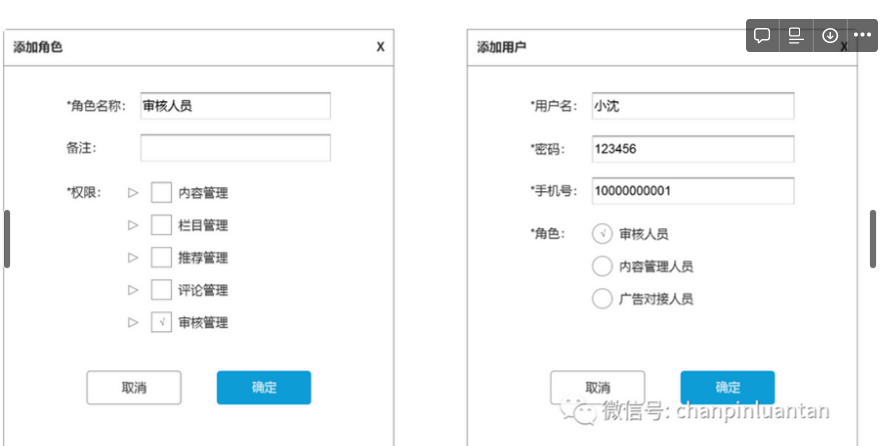 添加角色 X
*角色名称: 审核人员
备注:
*权限: ▷ 内容管理
▷ 栏目管理
▷ 推荐管理
▷ 评论管理
▷ √ 审核管理
取消 确定
添加用户 X
*用户名: 小沈
*密码: 123456
*手机号: 10000000001
*角色: √ 审核人员
内容管理人员
广告对接人员
取消 确定
微信号: chanpinluantan